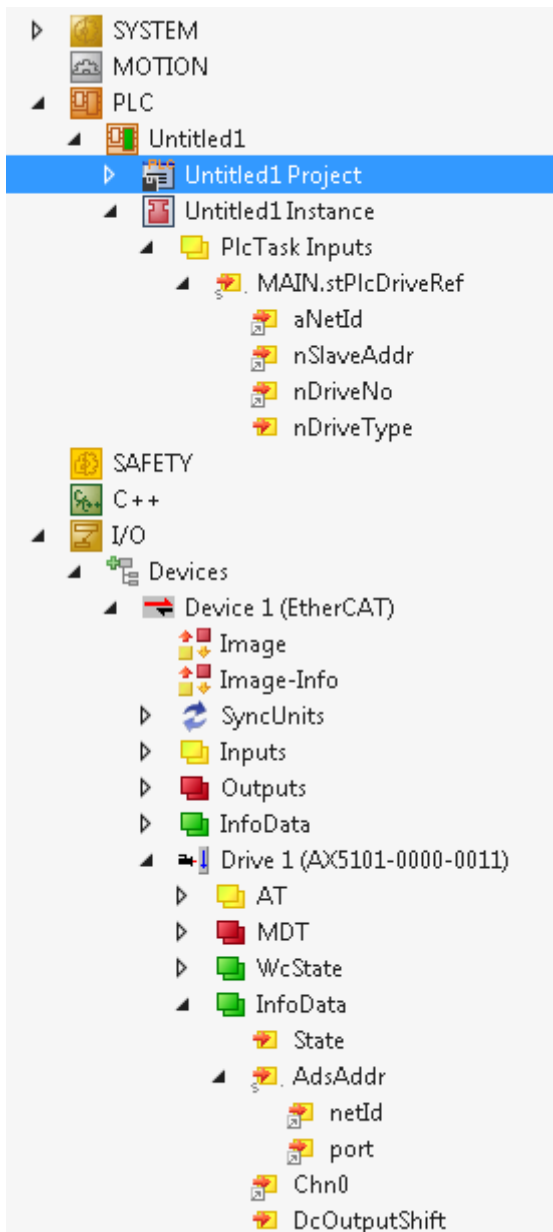 SYSTEM
MOTION
PLC
Untitled1
Untitled1 Project
Untitled1 Instance
PlcTask Inputs
MAIN.stPlcDriveRef
aNetId
nSlaveAddr
nDriveNo
nDriveType
SAFETY
C++
I/O
Devices
Device 1 (EtherCAT)
Image
Image-Info
SyncUnits
Inputs
Outputs
InfoData
Drive 1 (AX5101-0000-0011)
AT
MDT
WcState
InfoData
State
AdsAddr
netId
port
Chn0
DcOutputShift